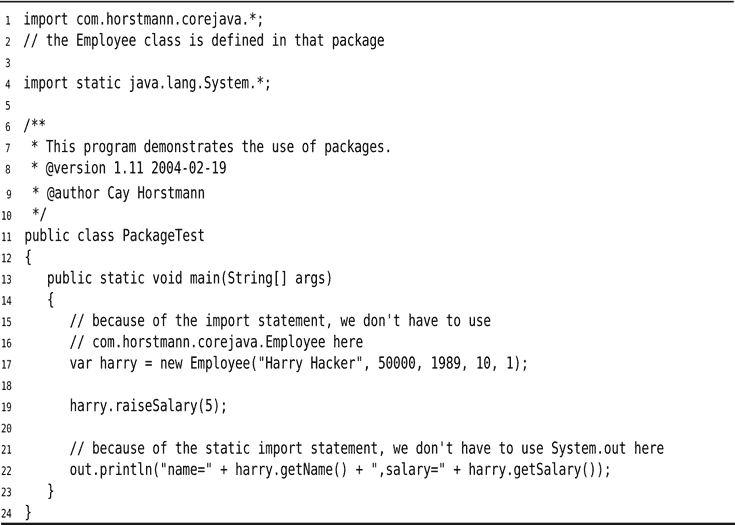 1 import com.horstmann.corejava.*;
2 // the Employee class is defined in that package
3
4 import static java.lang.System.*;
5
6 /**
7  * This program demonstrates the use of packages.
8  * @version 1.11 2004-02-19
9  * @author Cay Horstmann
10  */
11 public class PackageTest
12 {
13    public static void main(String[] args)
14    {
15       // because of the import statement, we don't have to use
16       // com.horstmann.corejava.Employee here
17       var harry = new Employee("Harry Hacker", 50000, 1989, 10, 1);
18
19       harry.raiseSalary(5);
20
21       // because of the static import statement, we don't have to use System.out here
22       out.println("name=" + harry.getName() + ",salary=" + harry.getSalary());
23    }
24 }